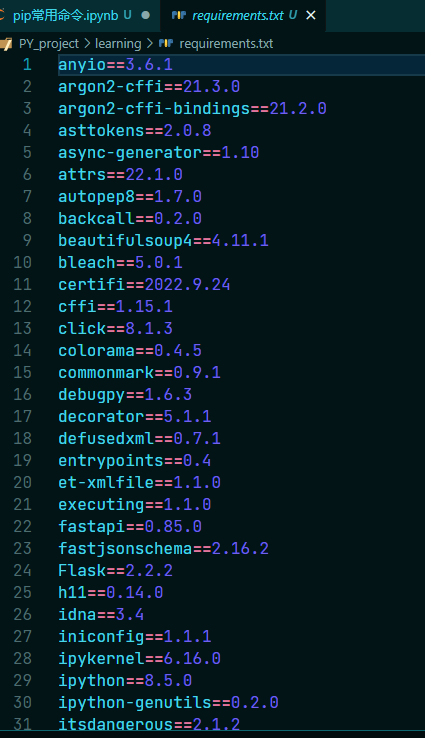 pip常用命令.ipynb U ● requirements.txt U ×
PY_project > learning > requirements.txt
1 anyio==3.6.1
2 argon2-cffi==21.3.0
3 argon2-cffi-bindings==21.2.0
4 asttokens==2.0.8
5 async-generator==1.10
6 attrs==22.1.0
7 autopep8==1.7.0
8 backcall==0.2.0
9 beautifulsoup4==4.11.1
10 bleach==5.0.1
11 certifi==2022.9.24
12 cffi==1.15.1
13 click==8.1.3
14 colorama==0.4.5
15 commonmark==0.9.1
16 debugpy==1.6.3
17 decorator==5.1.1
18 defusedxml==0.7.1
19 entrypoints==0.4
20 et-xmlfile==1.1.0
21 executing==1.1.0
22 fastapi==0.85.0
23 fastjsonschema==2.16.2
24 Flask==2.2.2
25 h11==0.14.0
26 idna==3.4
27 iniconfig==1.1.1
28 ipykernel==6.16.0
29 ipython==8.5.0
30 ipython-genutils==0.2.0
31 itsdangerous==2.1.2